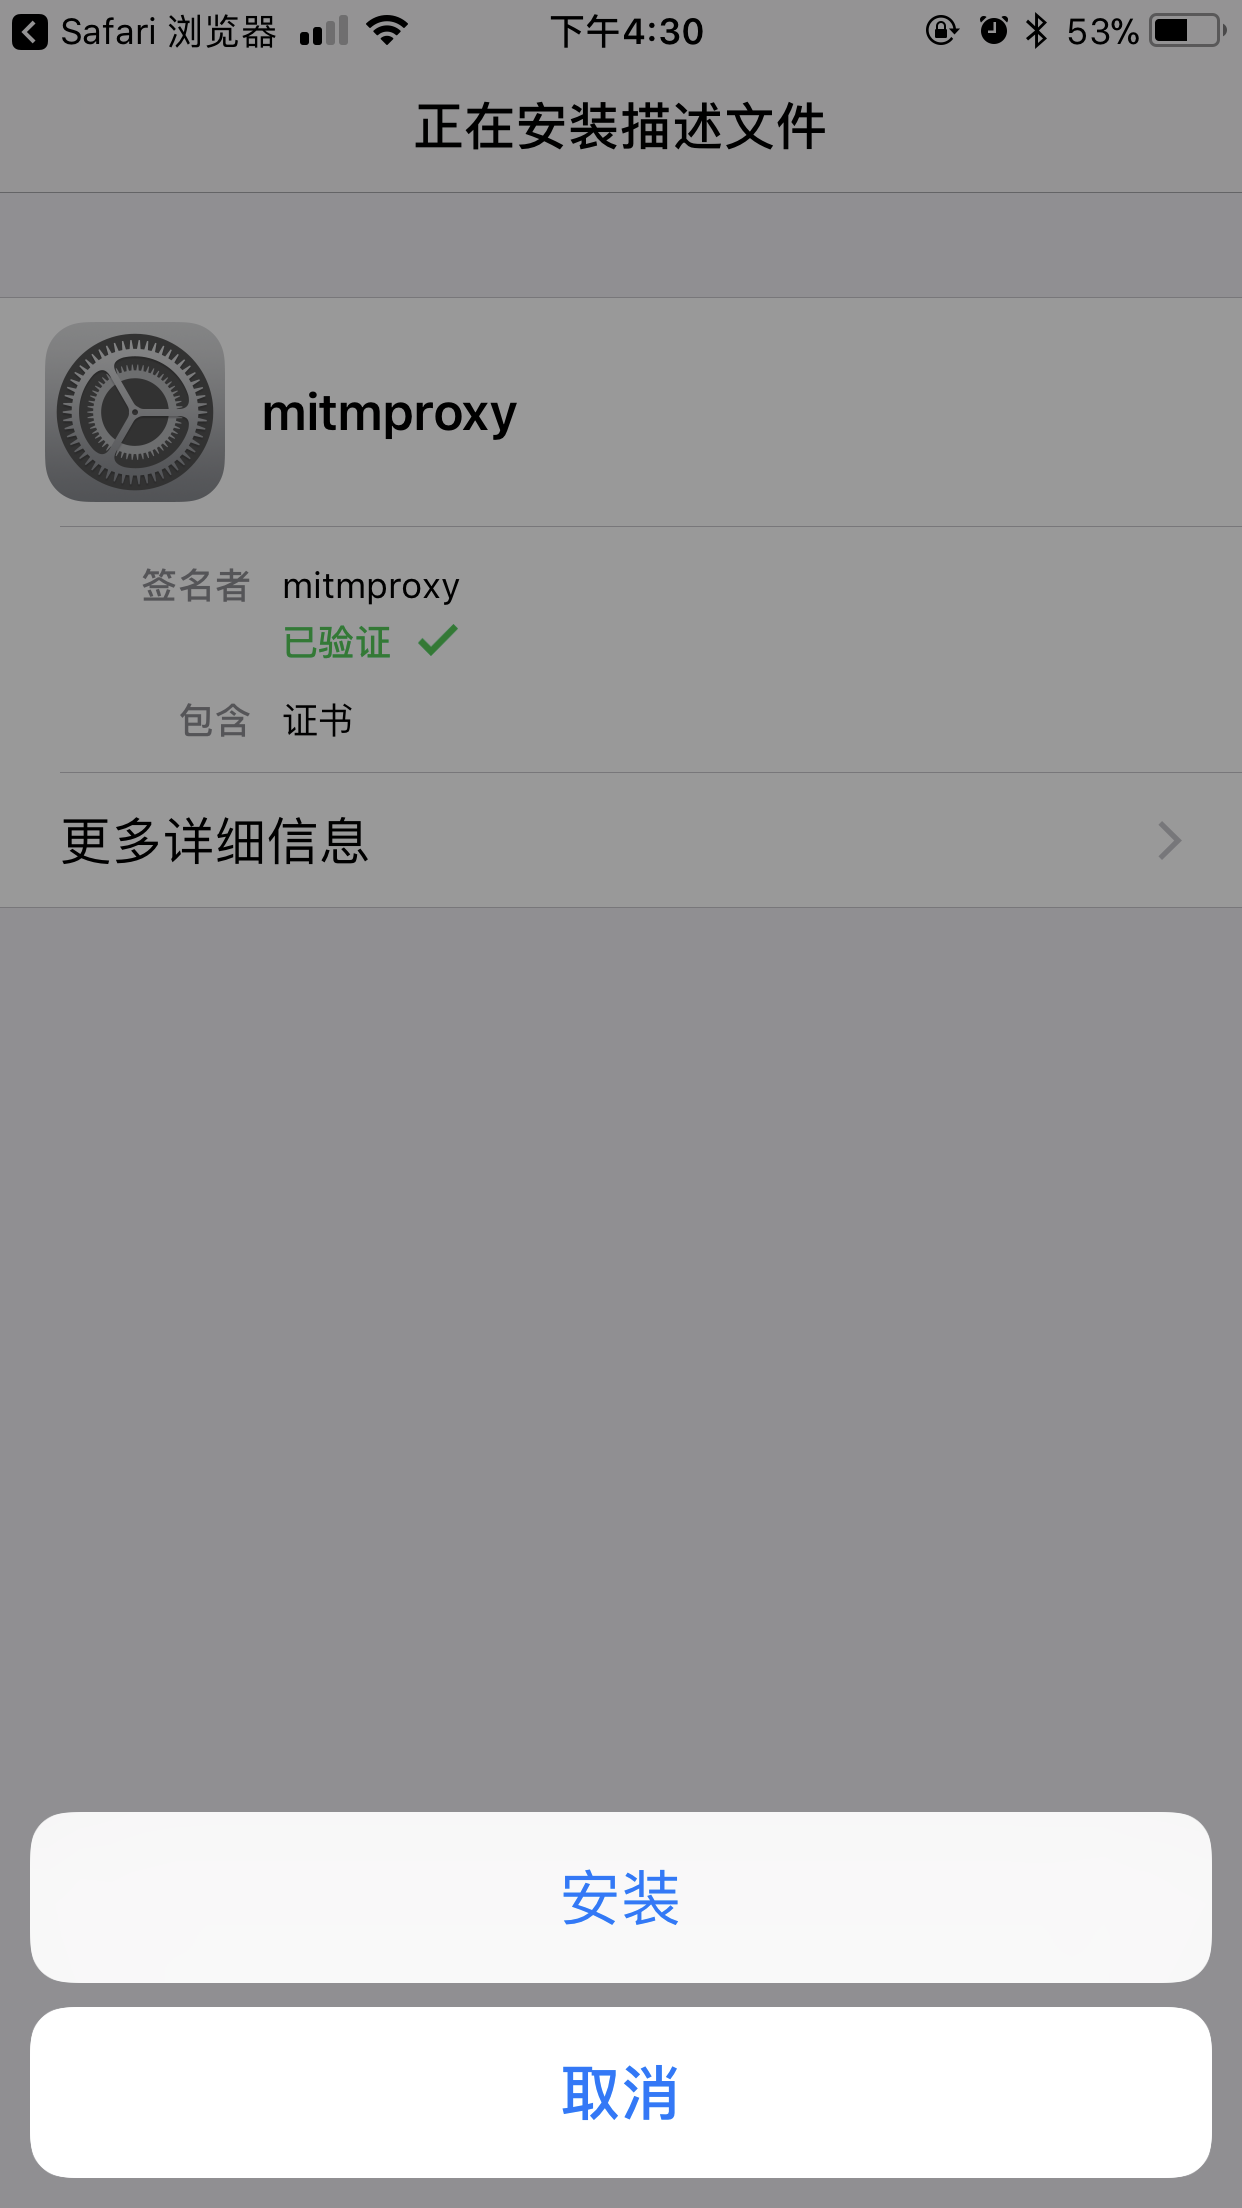 Safari 浏览器 下午4:30 53%
正在安装描述文件
mitmproxy
签名者 mitmproxy
已验证
包含 证书
更多详细信息
安装
取消